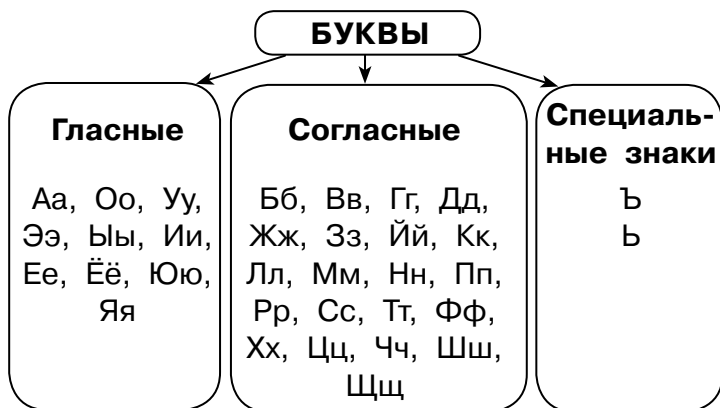 БУКВЫ
Гласные
Аа, Оо, Уу,
Ээ, Ыы, Ии,
Ее, Ёё, Юю,
Яя
Согласные
Бб, Вв, Гг, Дд,
Жж, Зз, Йй, Кк,
Лл, Мм, Нн, Пп,
Рр, Сс, Тт, Фф,
Хх, Цц, Чч, Шш,
Щщ
Специаль-
ные знаки
Ъ
Ь